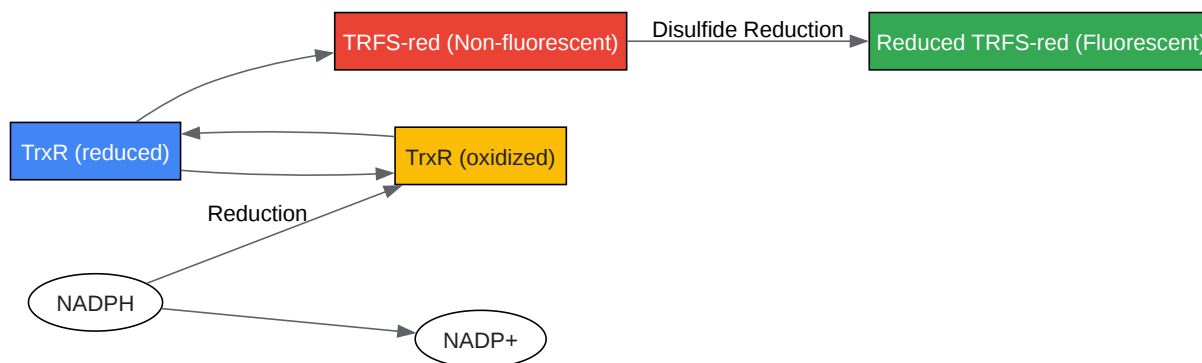 TRFS-red (Non-fluorescent)
Disulfide Reduction
Reduced TRFS-red (Fluorescent)
TrxR (reduced)
TrxR (oxidized)
Reduction
NADPH
NADP+